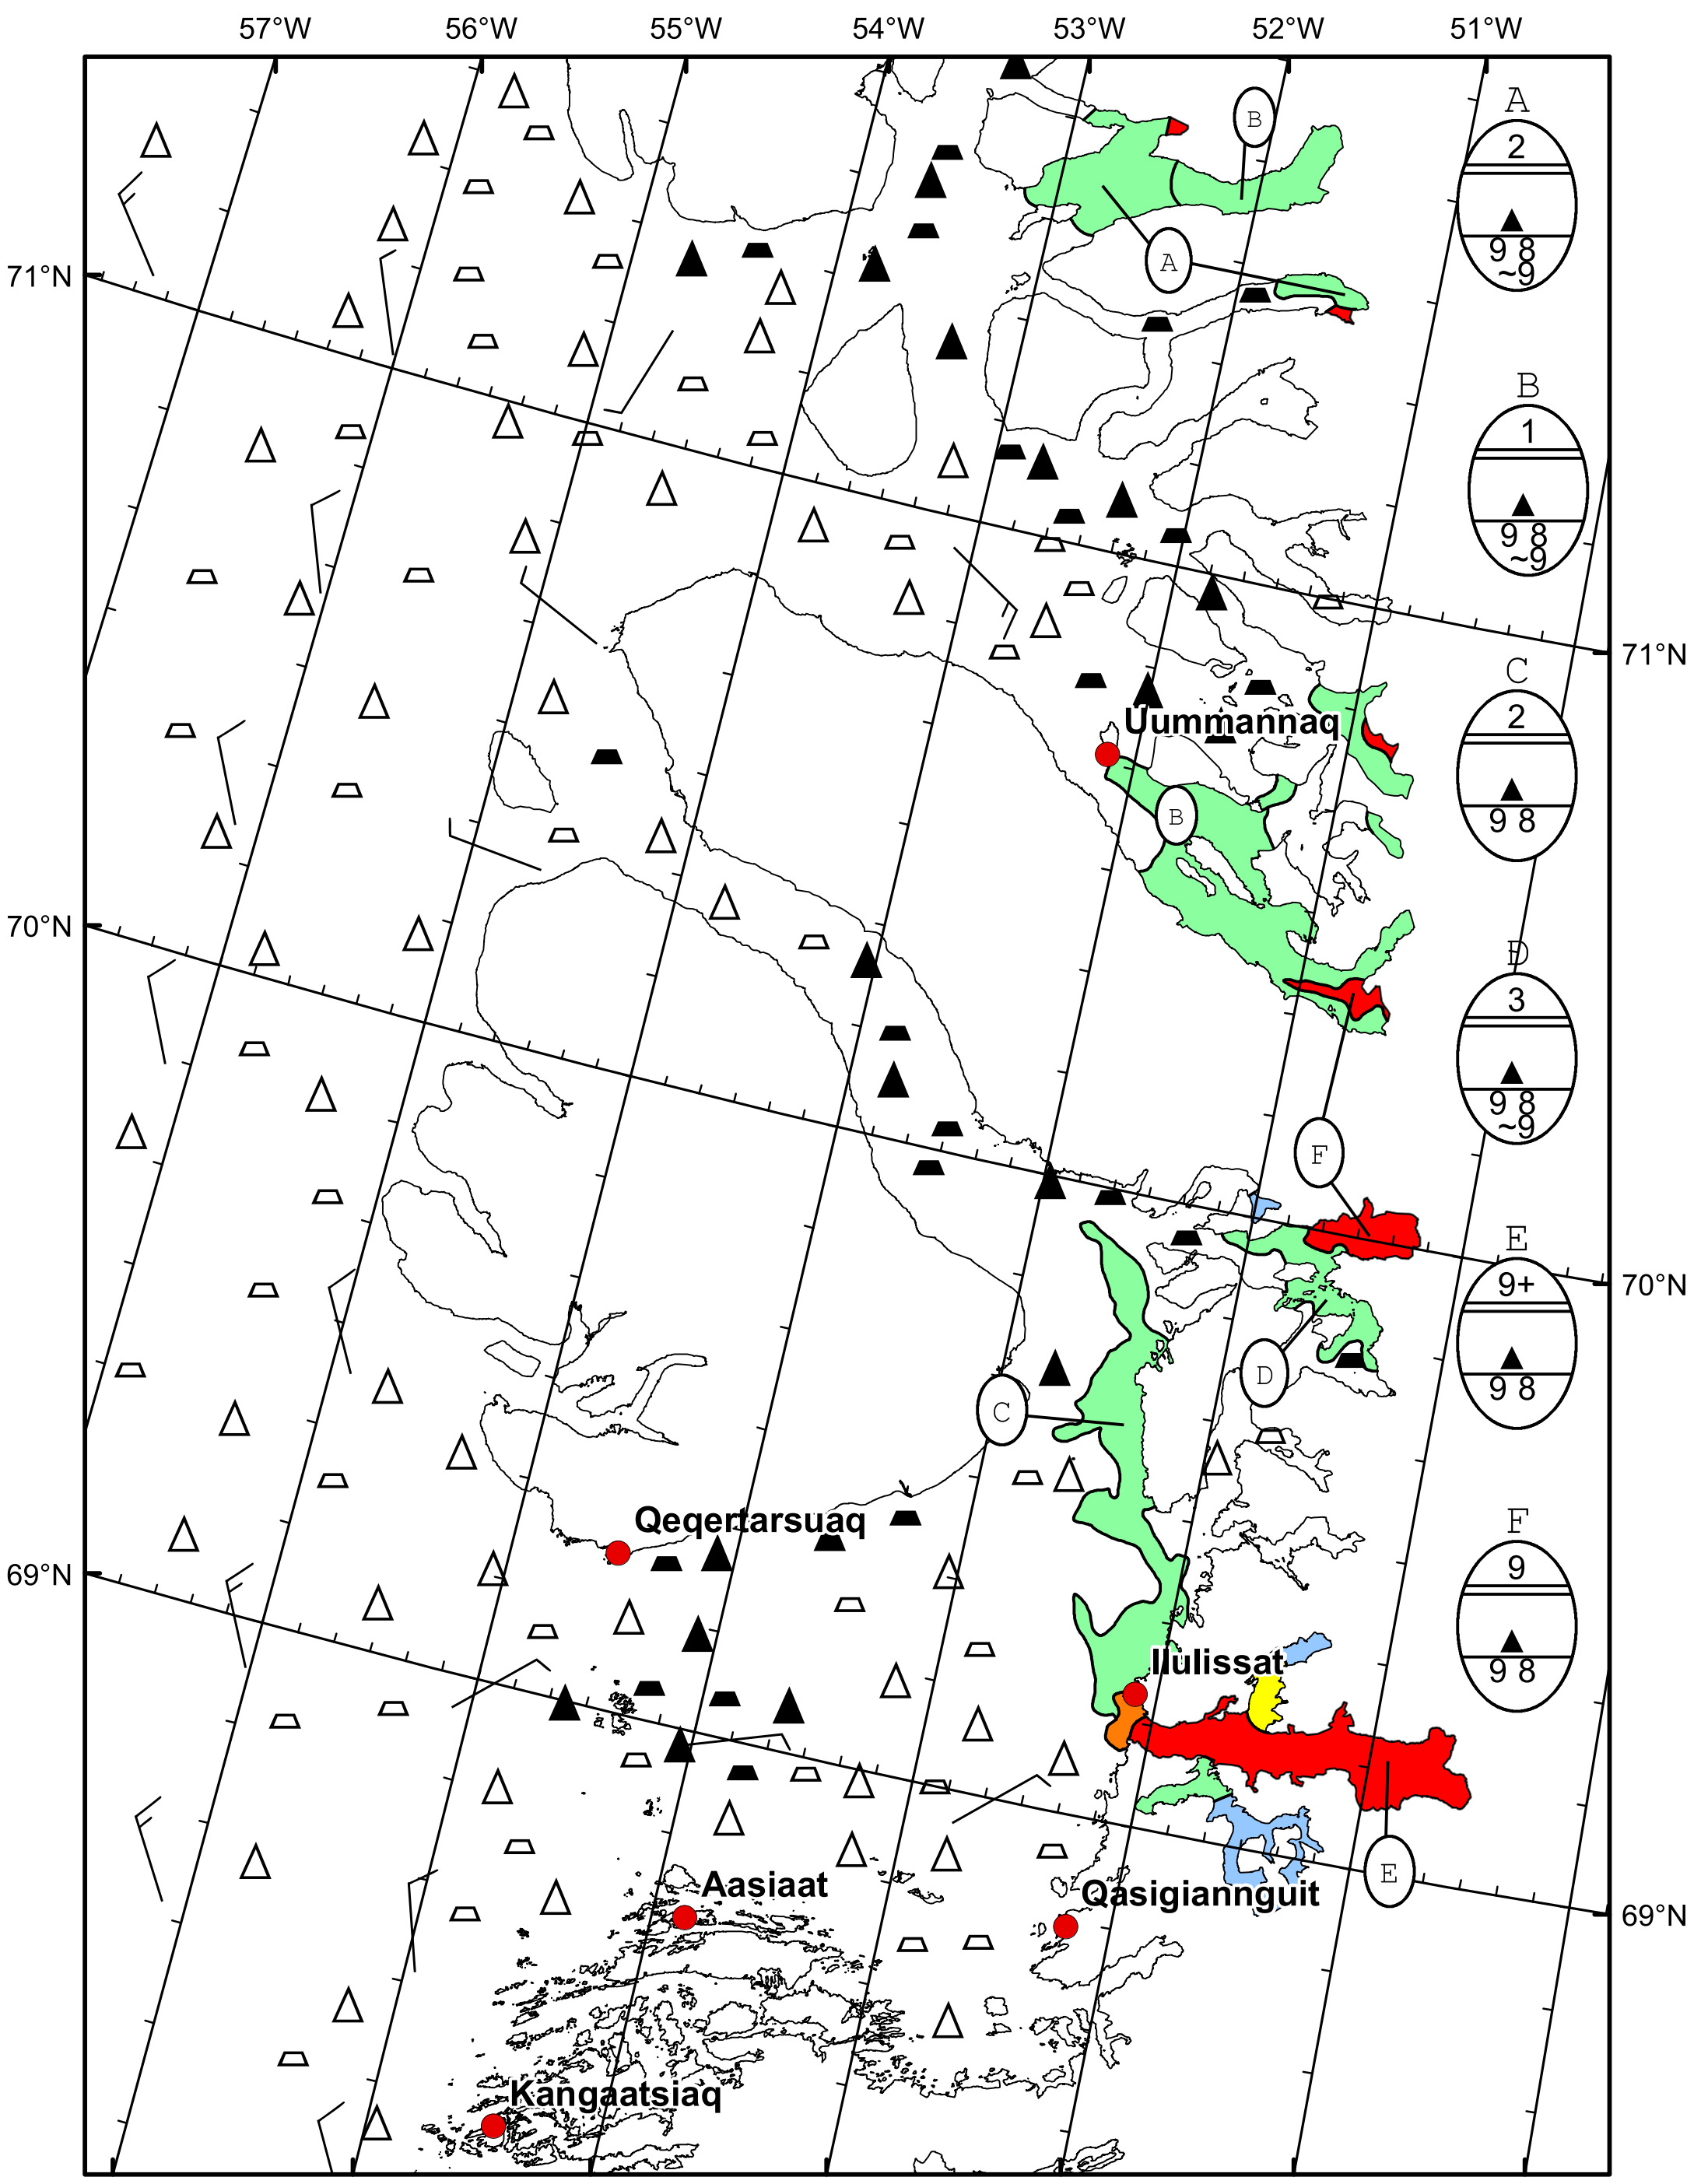 57°W 56°W 55°W 54°W 53°W 52°W 51°W
A
2
B
9 8
~9
A
71°N
B
1
9 8
~9
71°N
C
2
Uummannaq
9 8
B
70°N
D
3
9 8
~9
F
E
70°N
9+
D
9 8
C
Qeqertarsuaq
F
9
69°N
Ilulissat
9 8
E
Aasiaat
Qasigiannguit
69°N
Kangaatsiaq